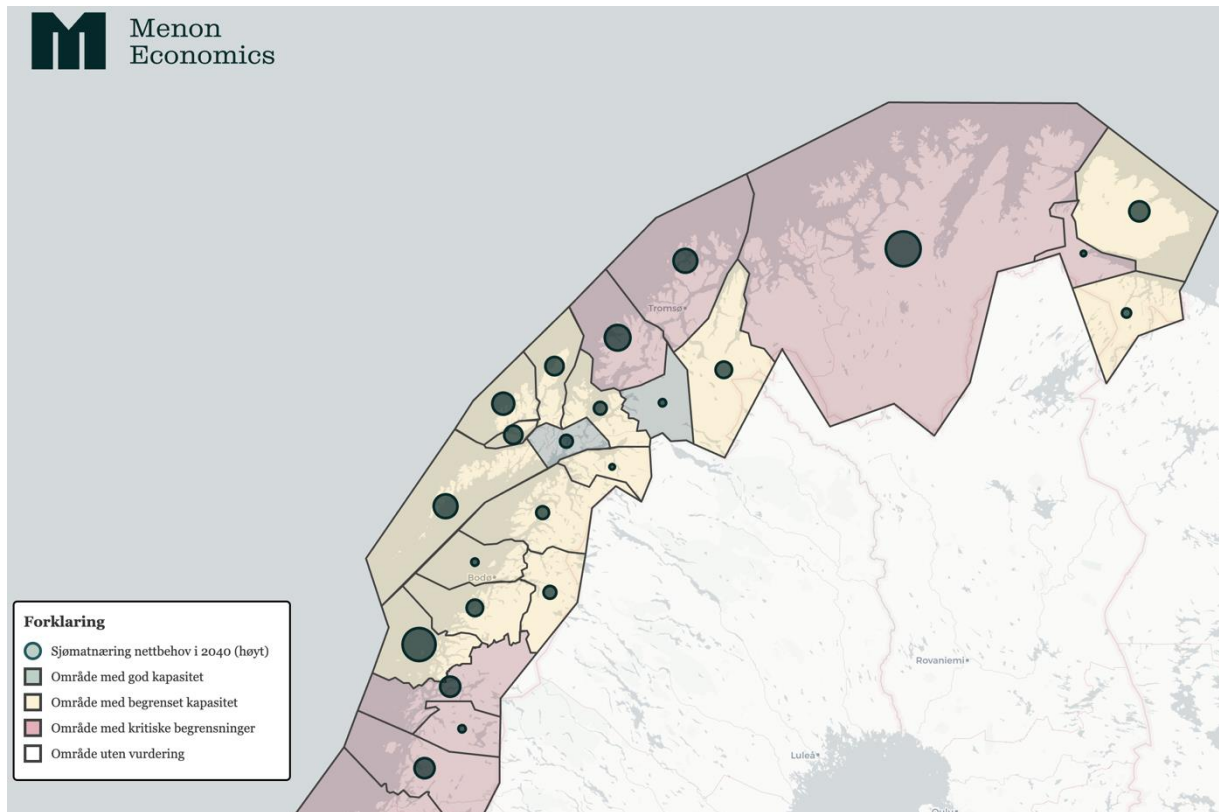 Menon
Economics
Tromsø
Bodø
Forklaring
Sjømatnæring nettbehov i 2040 (høyt)
Område med god kapasitet
Område med begrenset kapasitet
Område med kritiske begrensninger
Område uten vurdering
Rovaniemi
Luleå